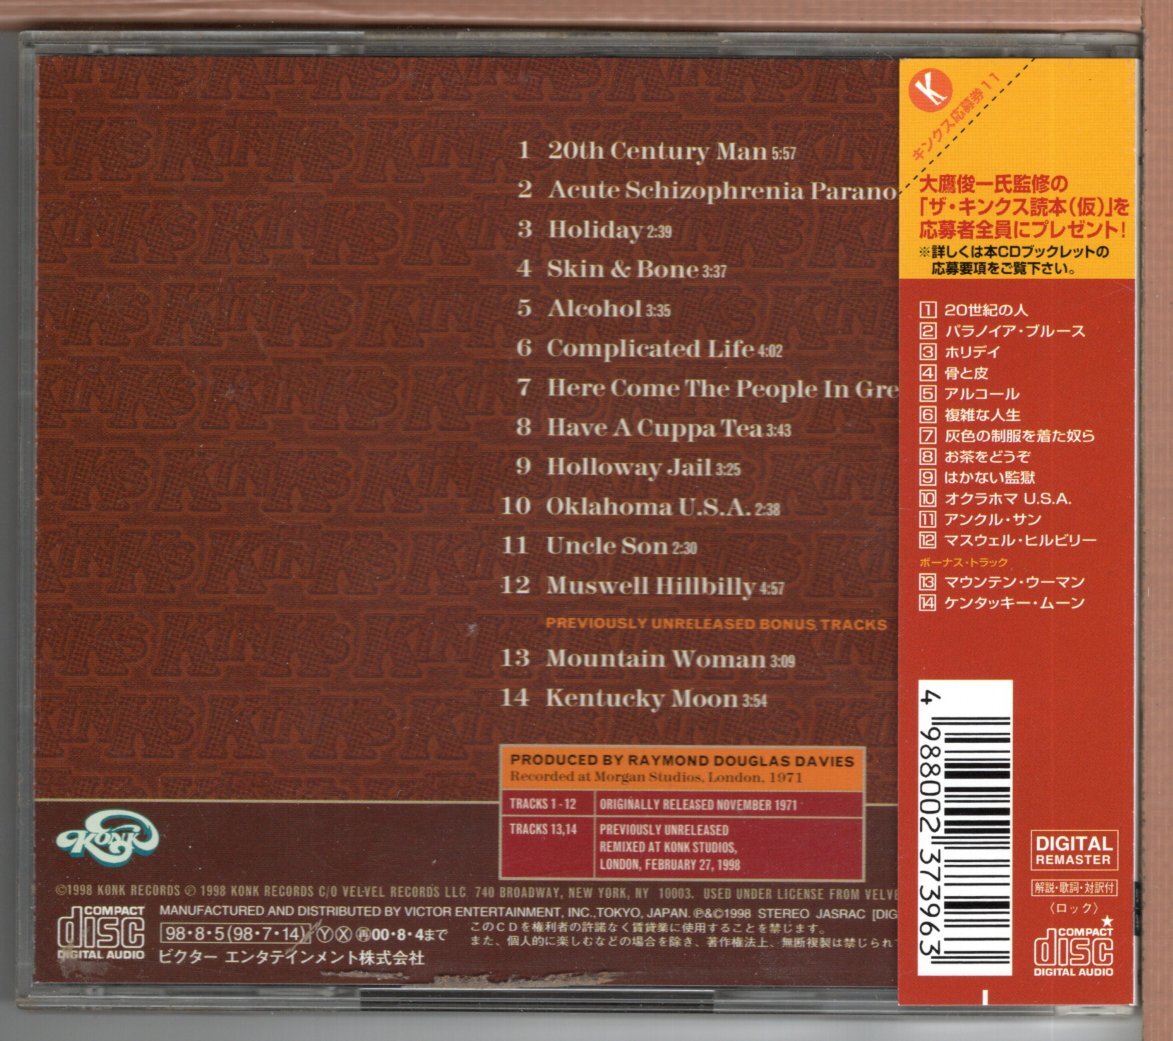 1 20th Century Man 5:57
2 Acute Schizophrenia Parano
3 Holiday 2:39
4 Skin & Bone 3:37
5 Alcohol 3:35
6 Complicated Life 4:02
7 Here Come The People In Gre
8 Have A Cuppa Tea 3:43
9 Holloway Jail 3:25
10 Oklahoma U.S.A. 2:38
11 Uncle Son 2:30
12 Muswell Hillbilly 4:57
PREVIOUSLY UNRELEASED BONUS TRACKS
13 Mountain Woman 3:09
14 Kentucky Moon 3:54
PRODUCED BY RAYMOND DOUGLAS DAVIES
Recorded at Morgan Studios, London, 1971
TRACKS 1 - 12 ORIGINALLY RELEASED NOVEMBER 1971
TRACKS 13,14 PREVIOUSLY UNRELEASED
REMIXED AT KONK STUDIOS,
LONDON, FEBRUARY 27, 1998
KONK
©1998 KONK RECORDS ℗ 1998 KONK RECORDS C/O VEL-VEL RECORDS LLC 740 BROADWAY, NEW YORK, NY 10003. USED UNDER LICENSE FROM VELV
COMPACT
disc
DIGITAL AUDIO
MANUFACTURED AND DISTRIBUTED BY VICTOR ENTERTAINMENT, INC.,TOKYO, JAPAN. ℗&©1998 STEREO JASRAC [DIG
98・8・5(98・7・14) Ⓨ Ⓧ ㊐00・8・4まで
このCDを権利者の許諾なく賃貸業に使用することを禁じます。
また、個人的に楽しむなどの場合を除き、著作権法上、無断複製は禁じられて
ビクター エンタテインメント株式会社
K
キンクス応募券11
大鷹俊一氏監修の
「ザ・キンクス読本(仮)」を
応募者全員にプレゼント!
※詳しくは本CDブックレットの
応募要項をご覧下さい。
1 20世紀の人
2 パラノイア・ブルース
3 ホリデイ
4 骨と皮
5 アルコール
6 複雑な人生
7 灰色の制服を着た奴ら
8 お茶をどうぞ
9 はかない監獄
10 オクラホマ U.S.A.
11 アンクル・サン
12 マスウェル・ヒルビリー
ボーナス・トラック
13 マウンテン・ウーマン
14 ケンタッキー・ムーン
4 988002 373963
DIGITAL
REMASTER
解説・歌詞・対訳付
〈ロック〉
★
COMPACT
disc
DIGITAL AUDIO